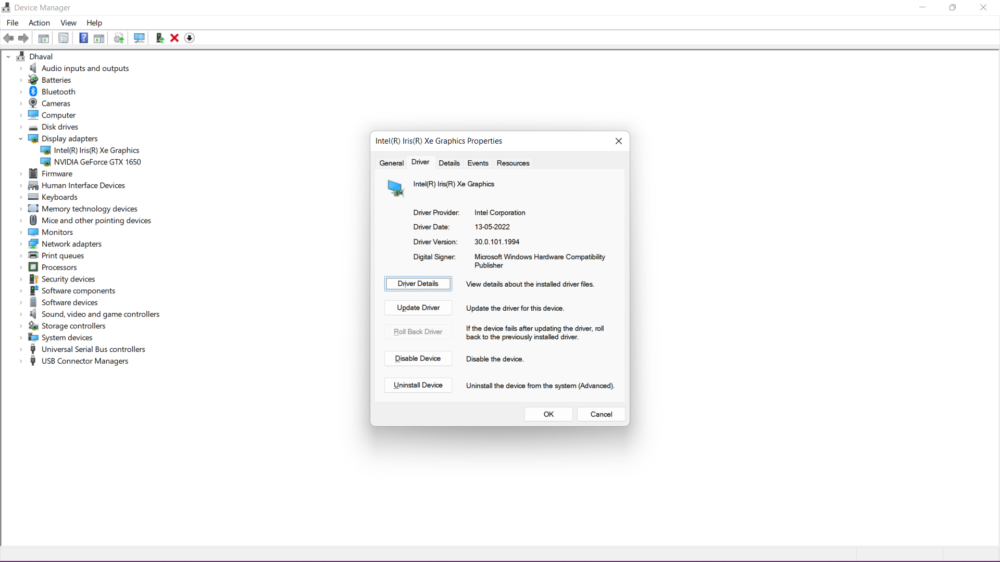 Device Manager
File Action View Help
Dhaval
Audio inputs and outputs
Batteries
Bluetooth
Cameras
Computer
Disk drives
Display adapters
Intel(R) Iris(R) Xe Graphics
NVIDIA GeForce GTX 1650
Firmware
Human Interface Devices
Keyboards
Memory technology devices
Mice and other pointing devices
Monitors
Network adapters
Print queues
Processors
Security devices
Software components
Software devices
Sound, video and game controllers
Storage controllers
System devices
Universal Serial Bus controllers
USB Connector Managers
Intel(R) Iris(R) Xe Graphics Properties
General Driver Details Events Resources
Intel(R) Iris(R) Xe Graphics
Driver Provider: Intel Corporation
Driver Date: 13-05-2022
Driver Version: 30.0.101.1994
Digital Signer: Microsoft Windows Hardware Compatibility
Publisher
Driver Details View details about the installed driver files.
Update Driver Update the driver for this device.
Roll Back Driver If the device fails after updating the driver, roll
back to the previously installed driver.
Disable Device Disable the device.
Uninstall Device Uninstall the device from the system (Advanced).
OK Cancel